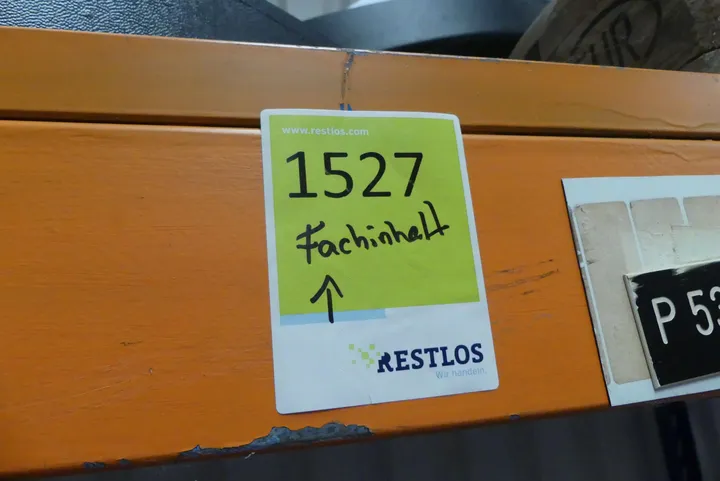 www.restlos.com
1527
Fachinhalt
RESTLOS
Wir handeln.
P 53